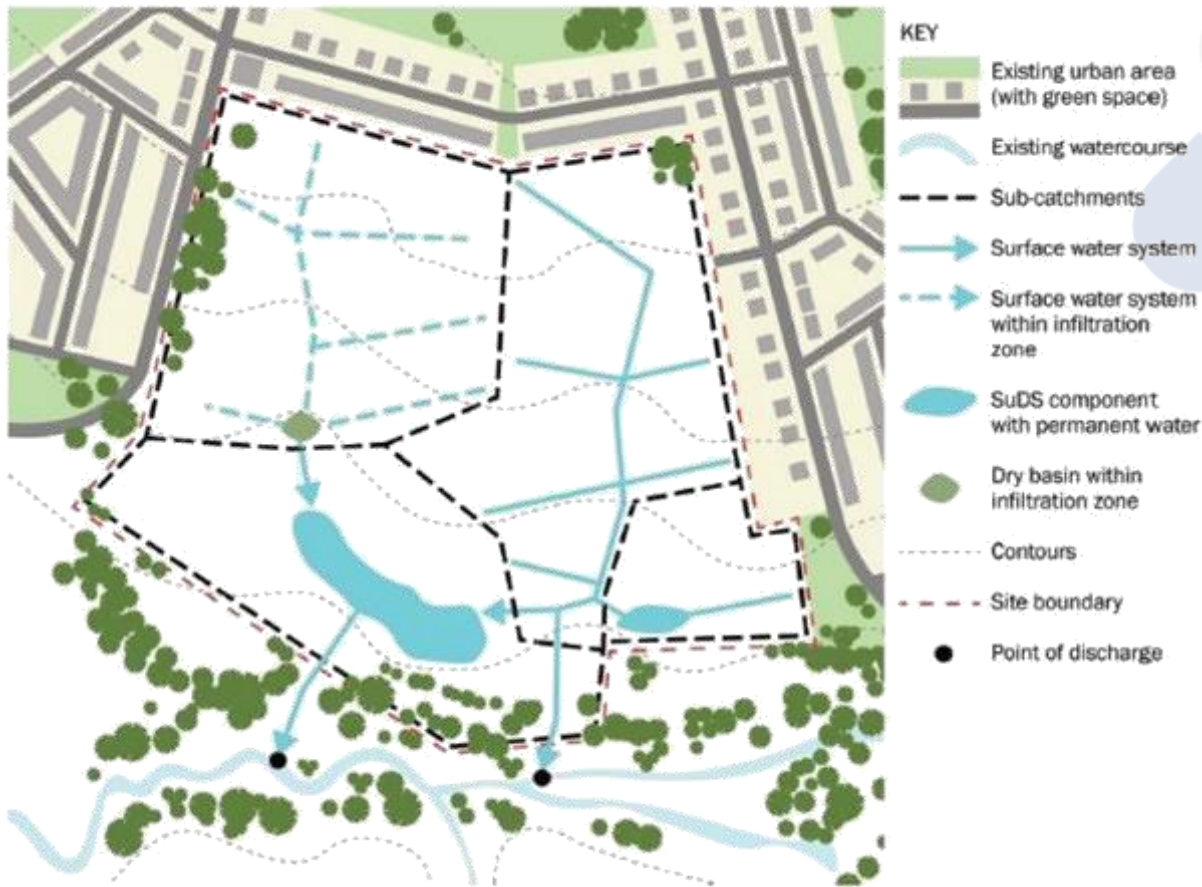 KEY
Existing urban area
(with green space)
Existing watercourse
Sub-catchments
Surface water system
Surface water system
within infiltration
zone
SuDS component
with permanent water
Dry basin within
infiltration zone
Contours
Site boundary
Point of discharge